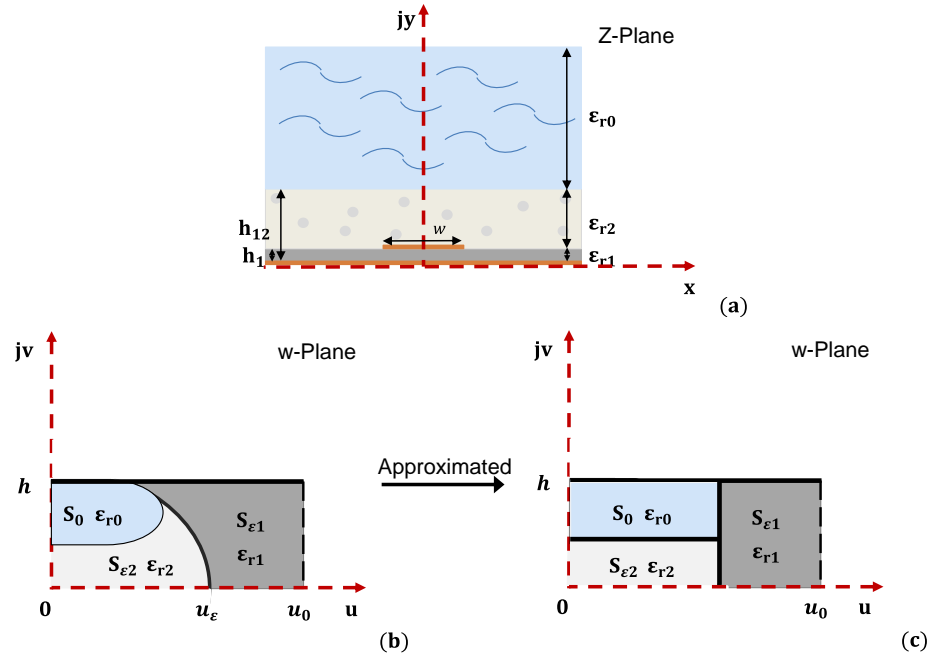 jy
Z-Plane
εr0
h12
w
εr2
h1
εr1
x
(a)
jv
w-Plane
h
S0 εr0
Sε1
εr1
Sε2 εr2
0
uε
u0
u
(b)
Approximated
jv
w-Plane
h
S0 εr0
Sε1
εr1
Sε2 εr2
0
u0
u
(c)